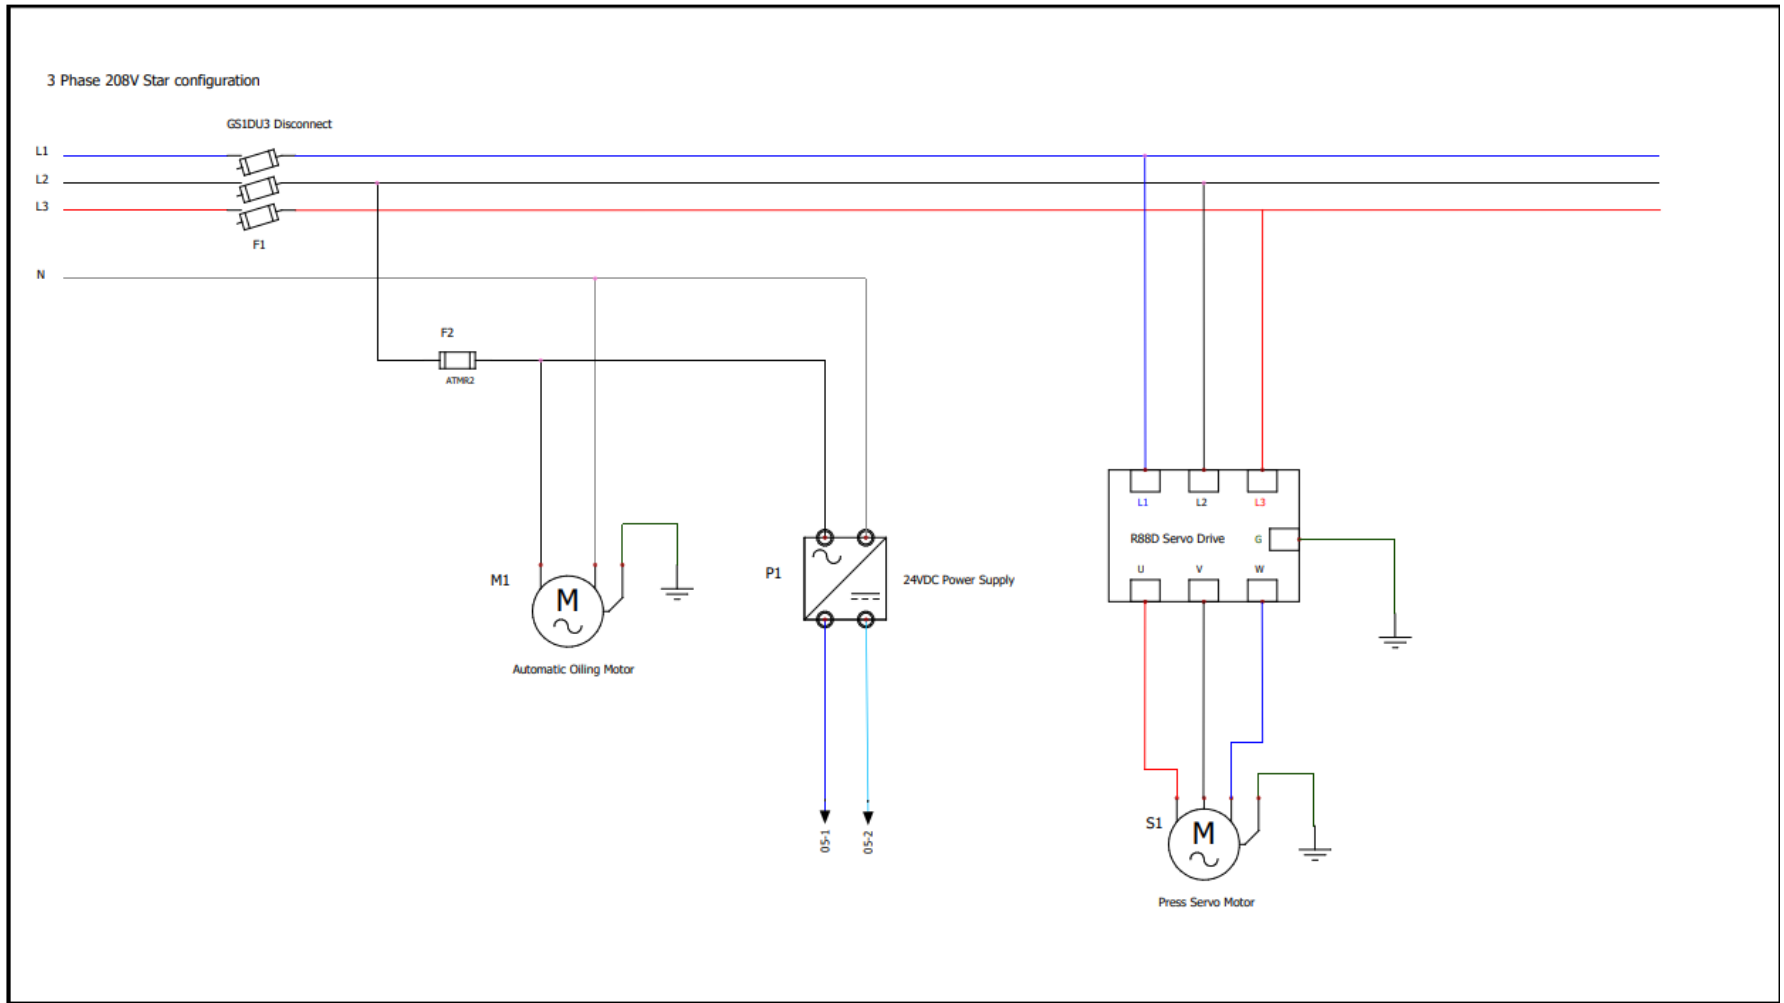 3 Phase 208V Star configuration
GS1DU3 Disconnect
L1
L2
L3
F1
N
F2
ATMR2
M1
M
Automatic Oiling Motor
P1
24VDC Power Supply
05-1
05-2
L1
L2
L3
R88D Servo Drive
G
U
V
W
S1
M
Press Servo Motor